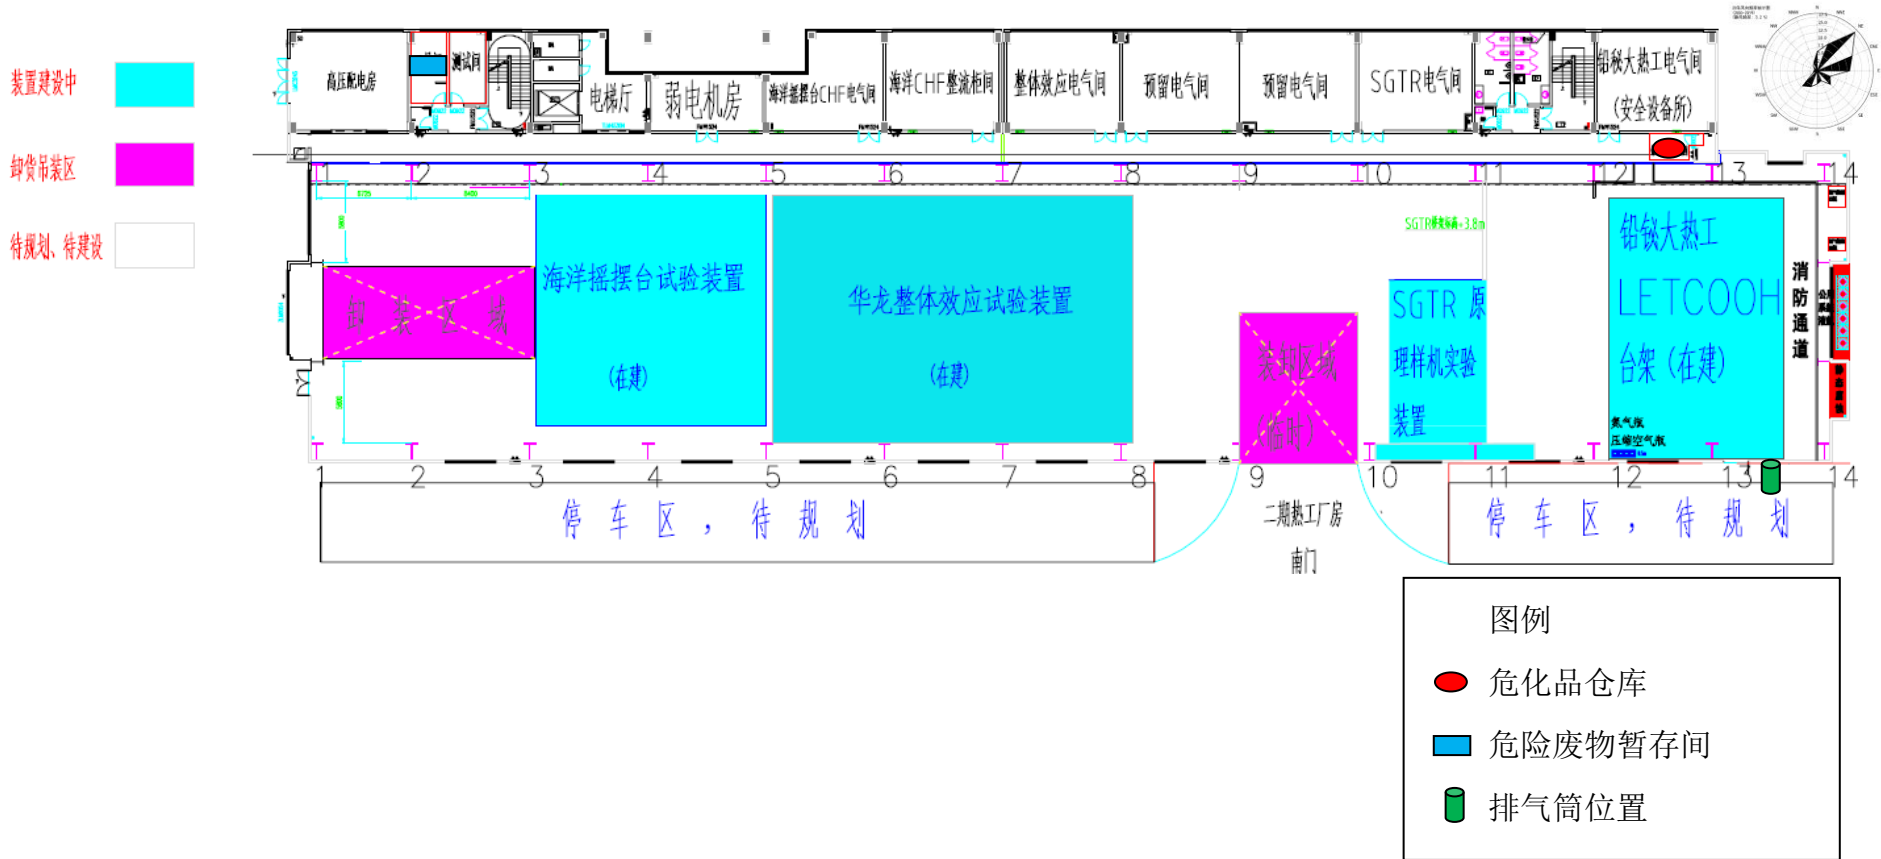 装置建设中
卸货吊装区
待规划、待建设
高压配电房
测试间
电梯厅
弱电机房
海洋摇摆台CHF电气间
海洋CHF整流柜间
整体效应电气间
预留电气间
预留电气间
SGTR电气间
铅铋大热工电气间
(安全设备所)
2 3 4 5 6 7 8 9 10 11 12 13 14
卸 装 区 域
海洋摇摆台试验装置
(在建)
华龙整体效应试验装置
(在建)
装卸区域
(临时)
SGTR 原
理样机实验
装置
铅铋大热工
LETCOOH
台架 (在建)
氮气瓶
压缩空气瓶
消防通道
1 2 3 4 5 6 7 8 9 10 11 12 13 14
停 车 区 , 待 规 划
二期热工厂房
南门
停 车 区 , 待 规 划
图例
危化品仓库
危险废物暂存间
排气筒位置